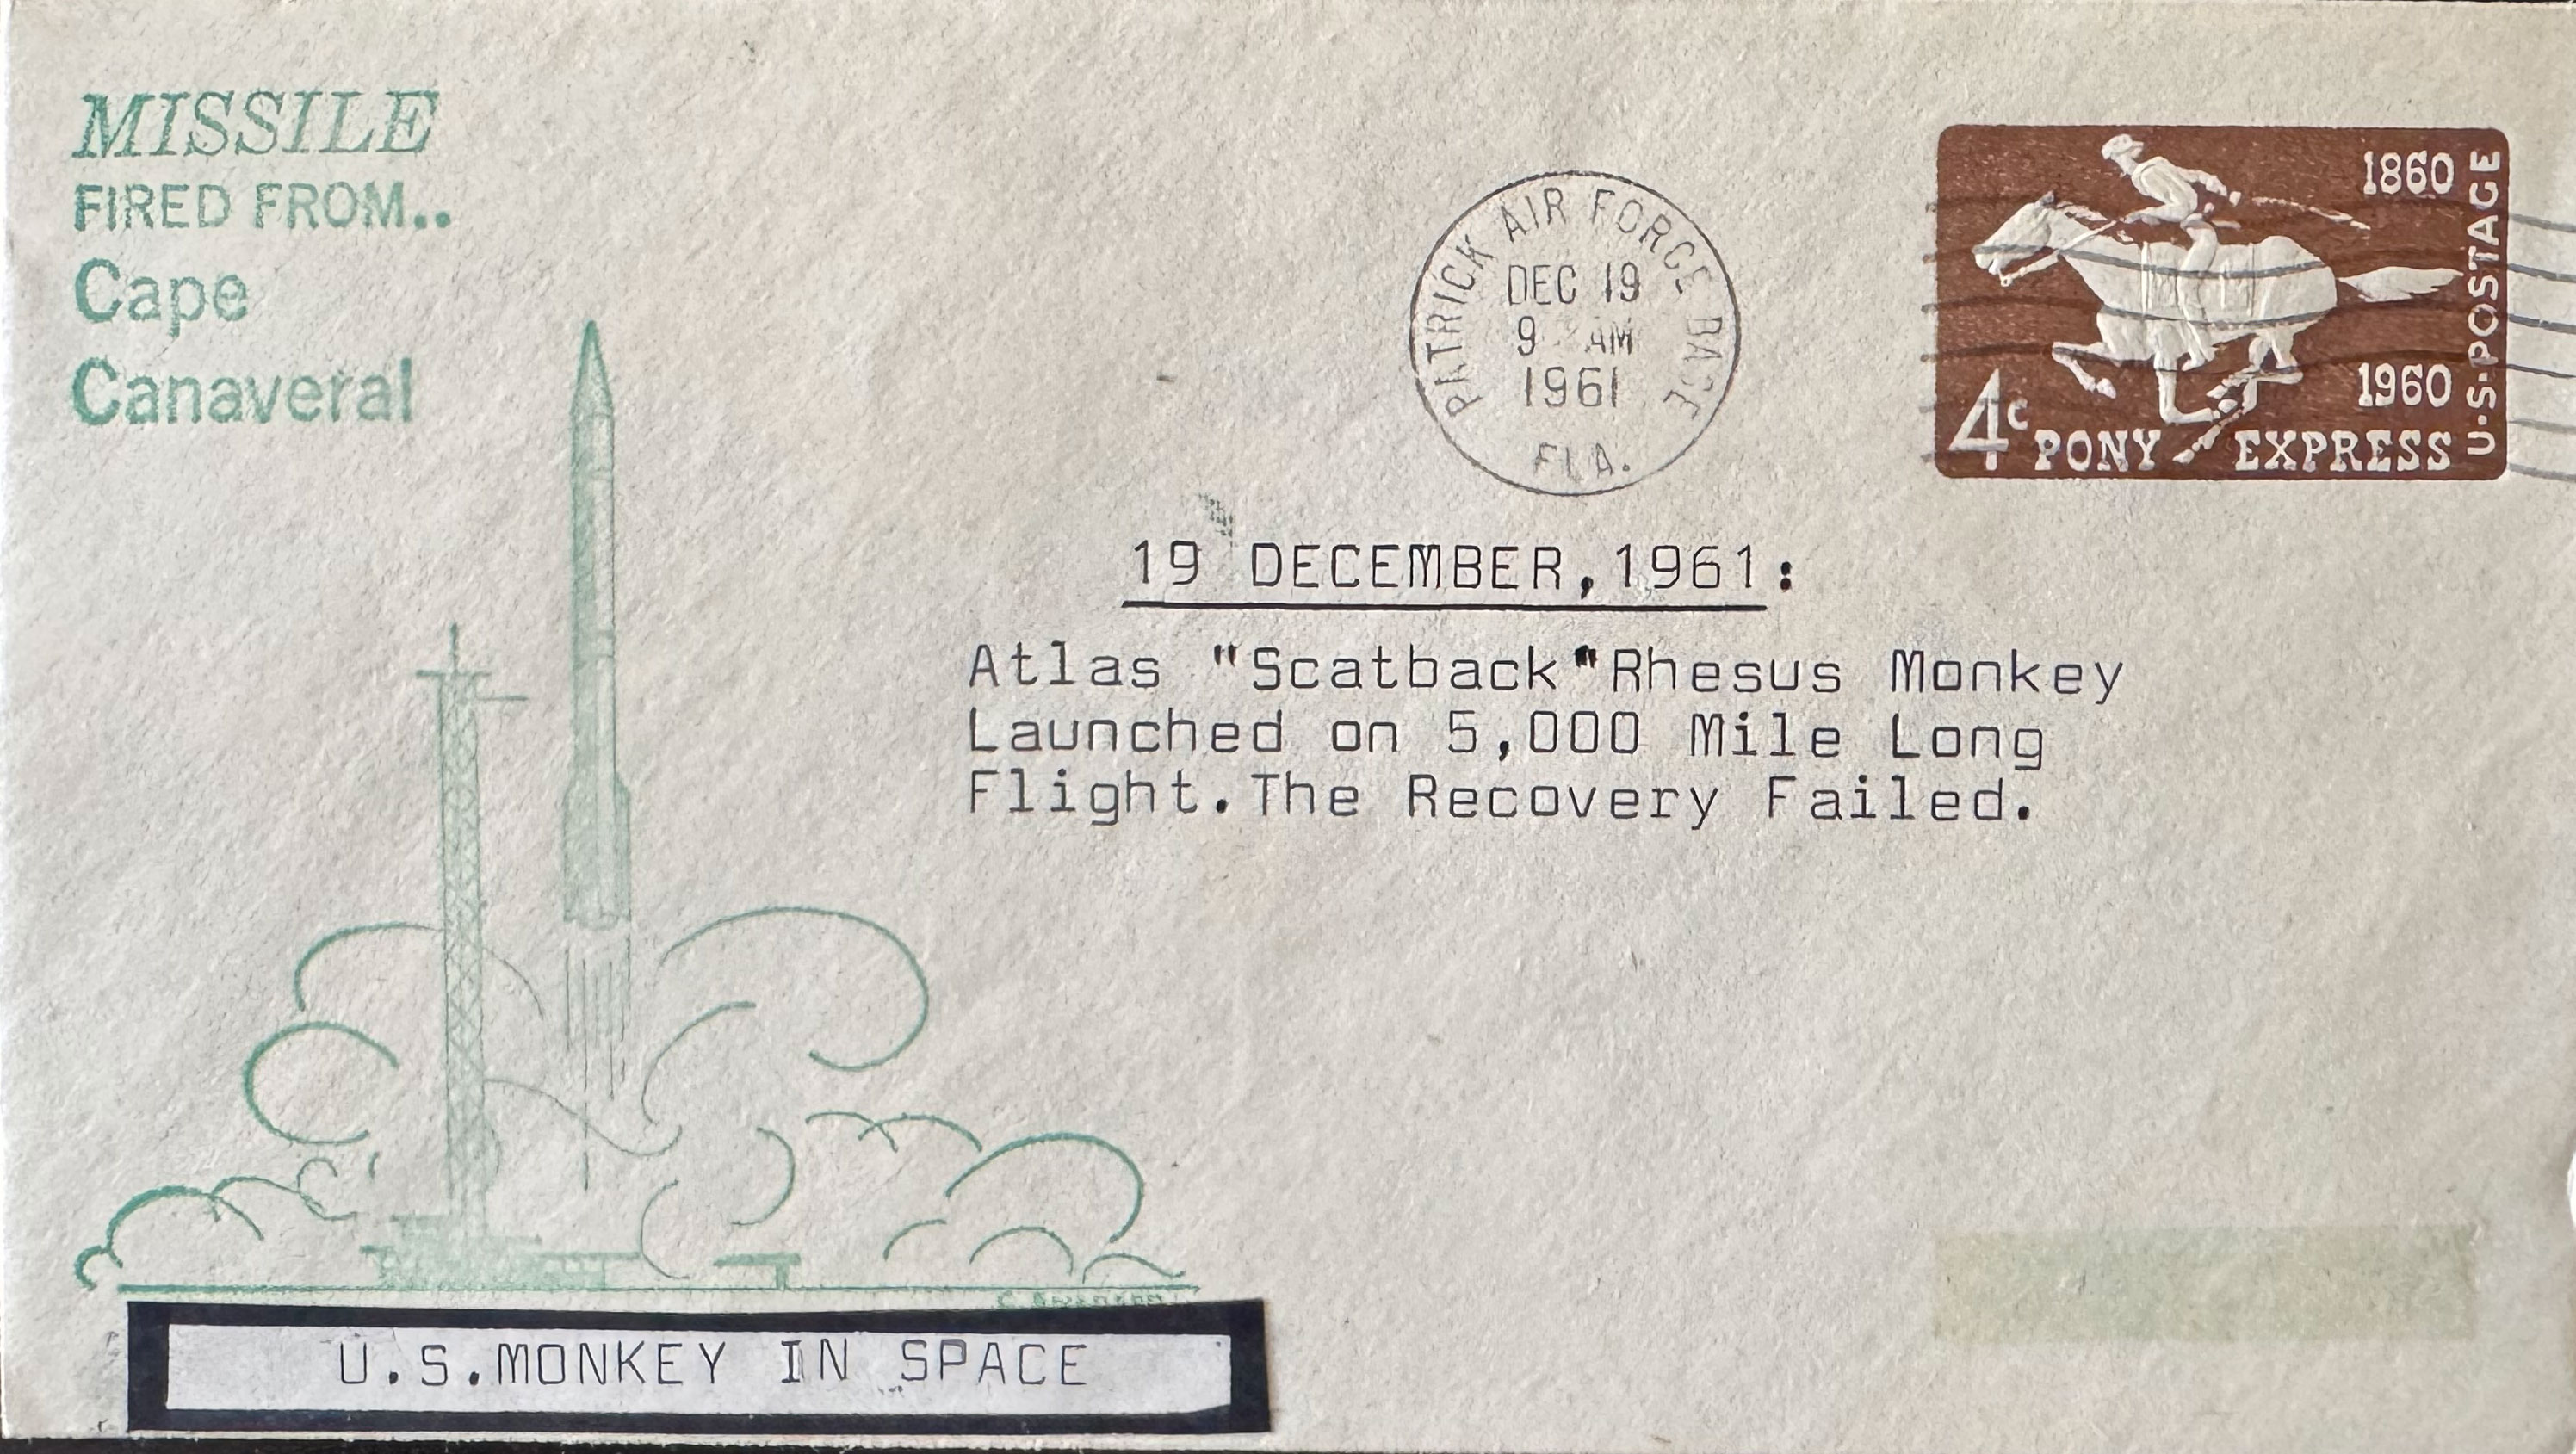 MISSILE
FIRED FROM..
Cape
Canaveral
PATRICK AIR FORCE BASE
DEC 19
9 AM
1961
FLA.
1860
1960
4c PONY EXPRESS
U·S·POSTAGE
19 DECEMBER,1961:
Atlas "Scatback"Rhesus Monkey
Launched on 5,000 Mile Long
Flight.The Recovery Failed.
U.S.MONKEY IN SPACE